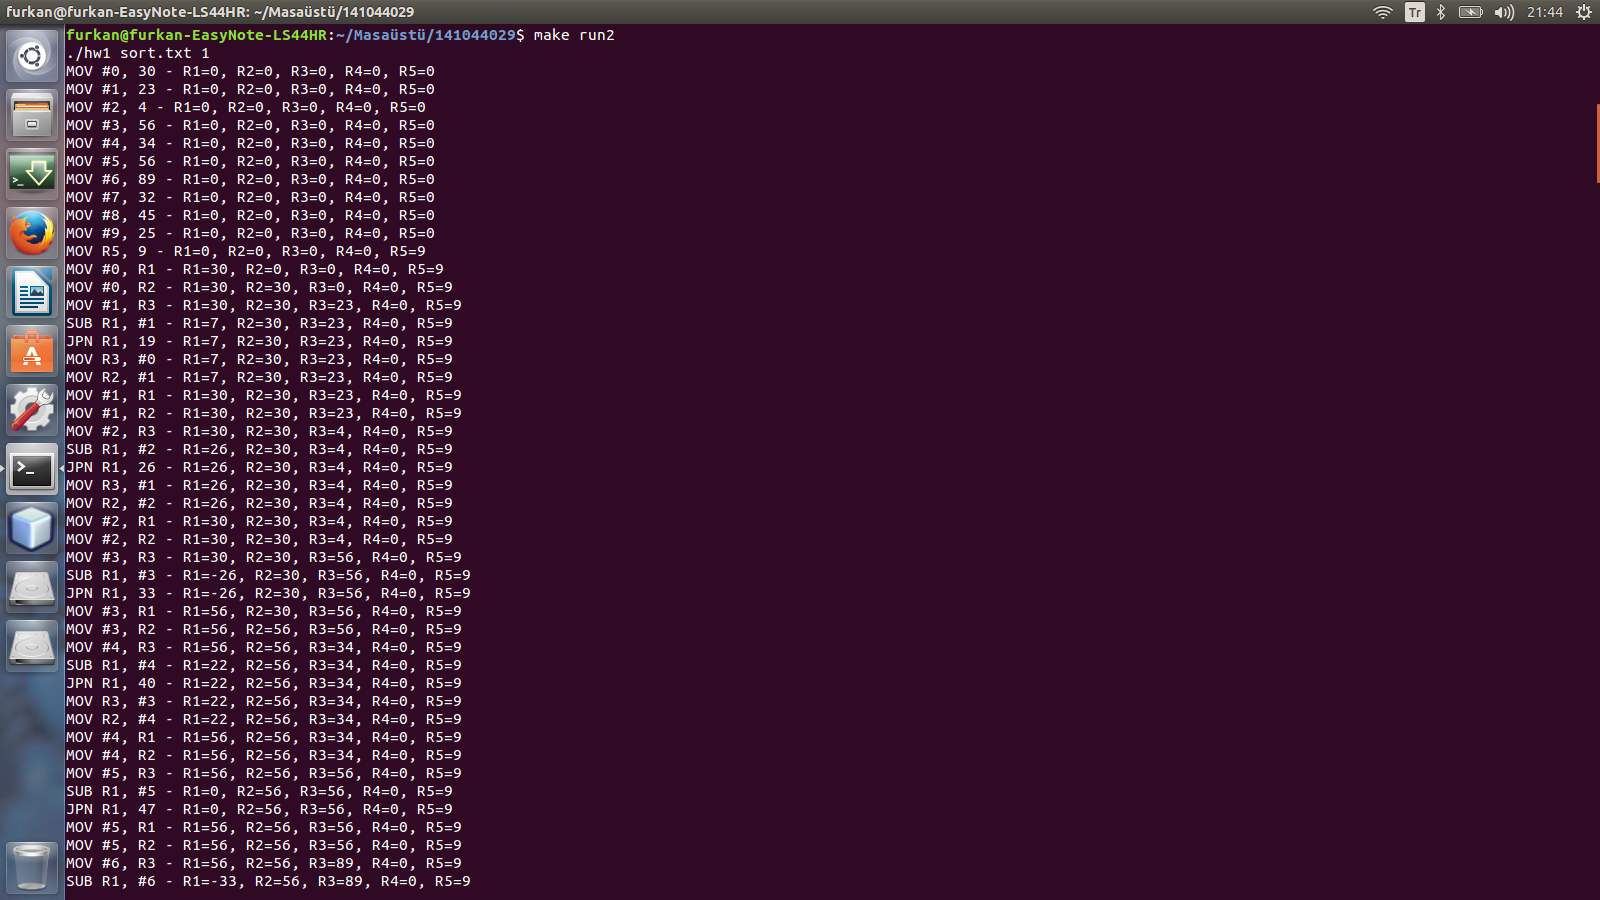 furkan@furkan-EasyNote-LS44HR: ~/Masaüstü/141044029
Tr
21:44
furkan@furkan-EasyNote-LS44HR:~/Masaüstü/141044029$ make run2
./hw1 sort.txt 1
MOV #0, 30 - R1=0, R2=0, R3=0, R4=0, R5=0
MOV #1, 23 - R1=0, R2=0, R3=0, R4=0, R5=0
MOV #2, 4 - R1=0, R2=0, R3=0, R4=0, R5=0
MOV #3, 56 - R1=0, R2=0, R3=0, R4=0, R5=0
MOV #4, 34 - R1=0, R2=0, R3=0, R4=0, R5=0
MOV #5, 56 - R1=0, R2=0, R3=0, R4=0, R5=0
MOV #6, 89 - R1=0, R2=0, R3=0, R4=0, R5=0
MOV #7, 32 - R1=0, R2=0, R3=0, R4=0, R5=0
MOV #8, 45 - R1=0, R2=0, R3=0, R4=0, R5=0
MOV #9, 25 - R1=0, R2=0, R3=0, R4=0, R5=0
MOV R5, 9 - R1=0, R2=0, R3=0, R4=0, R5=9
MOV #0, R1 - R1=30, R2=0, R3=0, R4=0, R5=9
MOV #0, R2 - R1=30, R2=30, R3=0, R4=0, R5=9
MOV #1, R3 - R1=30, R2=30, R3=23, R4=0, R5=9
SUB R1, #1 - R1=7, R2=30, R3=23, R4=0, R5=9
JPN R1, 19 - R1=7, R2=30, R3=23, R4=0, R5=9
MOV R3, #0 - R1=7, R2=30, R3=23, R4=0, R5=9
MOV R2, #1 - R1=7, R2=30, R3=23, R4=0, R5=9
MOV #1, R1 - R1=30, R2=30, R3=23, R4=0, R5=9
MOV #1, R2 - R1=30, R2=30, R3=23, R4=0, R5=9
MOV #2, R3 - R1=30, R2=30, R3=4, R4=0, R5=9
SUB R1, #2 - R1=26, R2=30, R3=4, R4=0, R5=9
JPN R1, 26 - R1=26, R2=30, R3=4, R4=0, R5=9
MOV R3, #1 - R1=26, R2=30, R3=4, R4=0, R5=9
MOV R2, #2 - R1=26, R2=30, R3=4, R4=0, R5=9
MOV #2, R1 - R1=30, R2=30, R3=4, R4=0, R5=9
MOV #2, R2 - R1=30, R2=30, R3=4, R4=0, R5=9
MOV #3, R3 - R1=30, R2=30, R3=56, R4=0, R5=9
SUB R1, #3 - R1=-26, R2=30, R3=56, R4=0, R5=9
JPN R1, 33 - R1=-26, R2=30, R3=56, R4=0, R5=9
MOV #3, R1 - R1=56, R2=30, R3=56, R4=0, R5=9
MOV #3, R2 - R1=56, R2=56, R3=56, R4=0, R5=9
MOV #4, R3 - R1=56, R2=56, R3=34, R4=0, R5=9
SUB R1, #4 - R1=22, R2=56, R3=34, R4=0, R5=9
JPN R1, 40 - R1=22, R2=56, R3=34, R4=0, R5=9
MOV R3, #3 - R1=22, R2=56, R3=34, R4=0, R5=9
MOV R2, #4 - R1=22, R2=56, R3=34, R4=0, R5=9
MOV #4, R1 - R1=56, R2=56, R3=34, R4=0, R5=9
MOV #4, R2 - R1=56, R2=56, R3=34, R4=0, R5=9
MOV #5, R3 - R1=56, R2=56, R3=56, R4=0, R5=9
SUB R1, #5 - R1=0, R2=56, R3=56, R4=0, R5=9
JPN R1, 47 - R1=0, R2=56, R3=56, R4=0, R5=9
MOV #5, R1 - R1=56, R2=56, R3=56, R4=0, R5=9
MOV #5, R2 - R1=56, R2=56, R3=56, R4=0, R5=9
MOV #6, R3 - R1=56, R2=56, R3=89, R4=0, R5=9
SUB R1, #6 - R1=-33, R2=56, R3=89, R4=0, R5=9